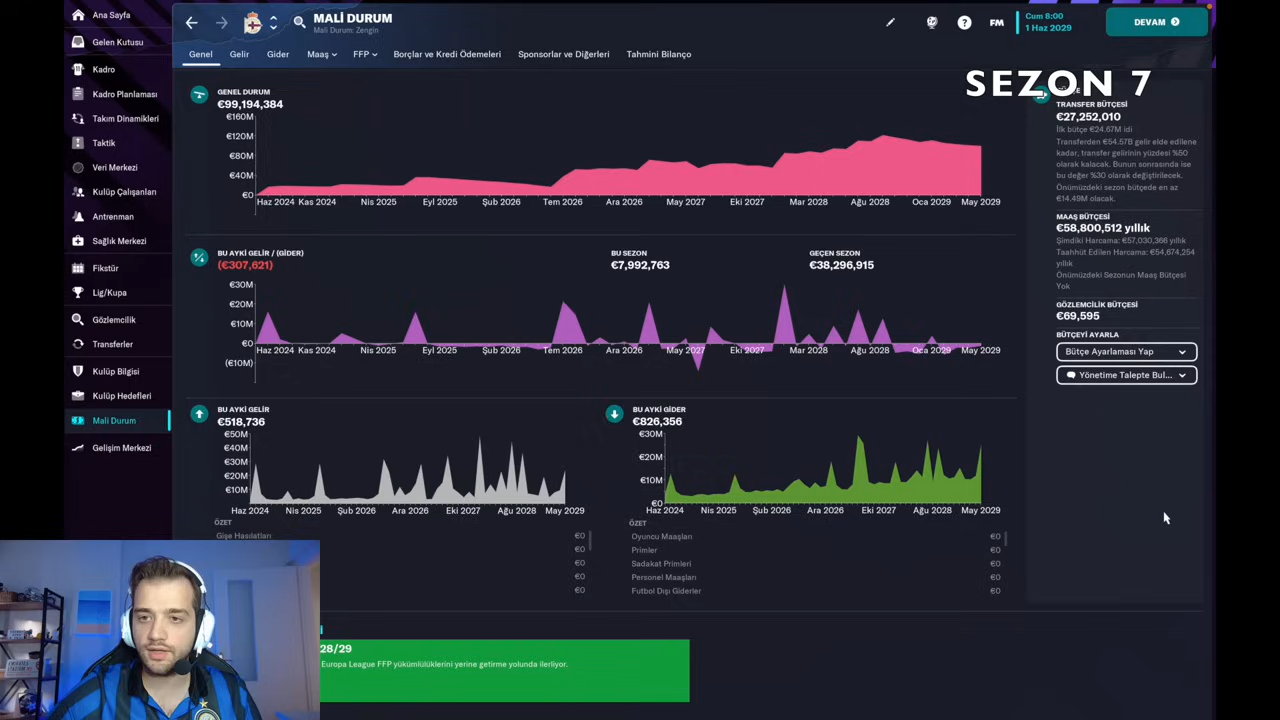 Ana Sayfa
Gelen Kutusu
Kadro
Kadro Planlaması
Takım Dinamikleri
Taktik
Veri Merkezi
Kulüp Çalışanları
Antrenman
Sağlık Merkezi
Fikstür
Lig/Kupa
Gözlemcilik
Transferler
Kulüp Bilgisi
Kulüp Hedefleri
Mali Durum
Gelişim Merkezi
MALİ DURUM
Mali Durum: Zengin
FM
Cum 8:00
1 Haz 2029
DEVAM
Genel
Gelir
Gider
Maaş
FFP
Borçlar ve Kredi Ödemeleri
Sponsorlar ve Diğerleri
Tahmini Bilanço
SEZON 7
GENEL DURUM
€99,194,384
€160M
€120M
€80M
€40M
€0
Haz 2024 Kas 2024 Nis 2025 Eyl 2025 Şub 2026 Tem 2026 Ara 2026 May 2027 Eki 2027 Mar 2028 Ağu 2028 Oca 2029 May 2029
BU AYKİ GELİR / (GİDER)
(€307,621)
BU SEZON
€7,992,763
GEÇEN SEZON
€38,296,915
€30M
€20M
€10M
€0
(€10M)
Haz 2024 Kas 2024 Nis 2025 Eyl 2025 Şub 2026 Tem 2026 Ara 2026 May 2027 Eki 2027 Mar 2028 Ağu 2028 Oca 2029 May 2029
BU AYKİ GELİR
€518,736
€50M
€40M
€30M
€20M
€10M
Haz 2024 Nis 2025 Şub 2026 Ara 2026 Eki 2027 Ağu 2028 May 2029
ÖZET
Gişe Hasılatları €0
€0
€0
€0
€0
BU AYKİ GİDER
€826,356
€30M
€20M
€10M
€0
Haz 2024 Nis 2025 Şub 2026 Ara 2026 Eki 2027 Ağu 2028 May 2029
ÖZET
Oyuncu Maaşları €0
Primler €0
Sadakat Primleri €0
Personel Maaşları €0
Futbol Dışı Giderler €0
28/29
Europa League FFP yükümlülüklerini yerine getirme yolunda ilerliyor.
TRANSFER BÜTÇESİ
€27,252,010
İlk bütçe €24.67M idi
Transferden €54.57B gelir elde edilene
kadar, transfer gelirinin yüzdesi %50
olarak kalacak. Bunun sonrasında ise
bu değer %30 olarak değiştirilecek.
Önümüzdeki sezon bütçede en az
€14.49M olacak.
MAAŞ BÜTÇESİ
€58,800,512 yıllık
Şimdiki Harcama: €57,030,366 yıllık
Taahhüt Edilen Harcama: €54,674,254
yıllık
Önümüzdeki Sezonun Maaş Bütçesi
Yok
GÖZLEMCİLİK BÜTÇESİ
€69,595
BÜTÇEYİ AYARLA
Bütçe Ayarlaması Yap
Yönetime Talepte Bul...